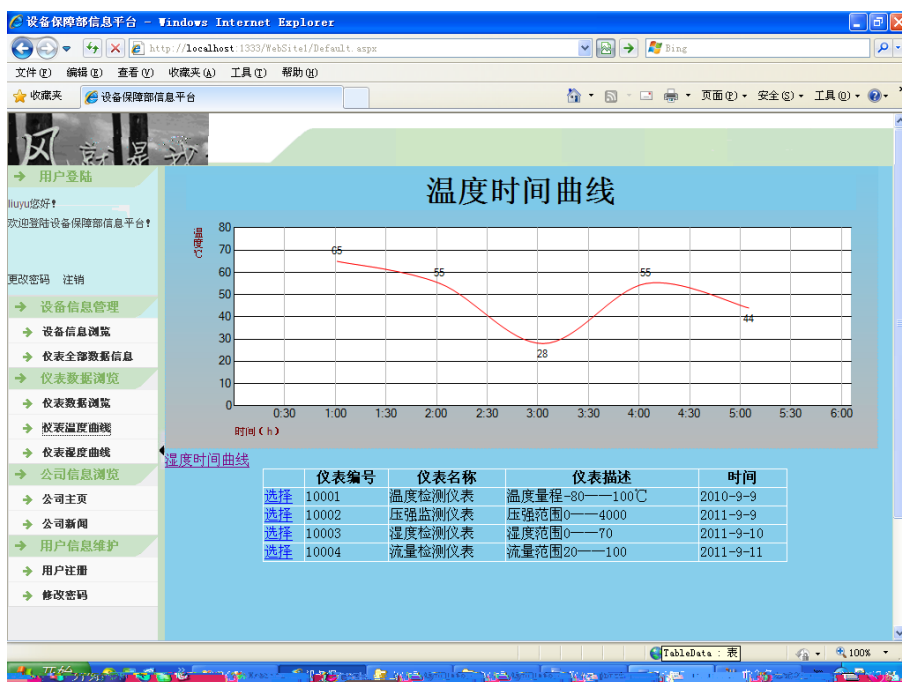 设备保障部信息平台 - Windows Internet Explorer
http://localhost:1333/WebSite1/Default.aspx
Bing
文件(F) 编辑(E) 查看(V) 收藏夹(A) 工具(T) 帮助(H)
收藏夹 设备保障部信息平台 页面(P) 安全(S) 工具(O)
风 就是
用户登陆
liuyu您好!
欢迎登陆设备保障部信息平台!
更改密码 注销
设备信息管理
设备信息浏览
仪表全部数据信息
仪表数据浏览
仪表数据浏览
仪表温度曲线
仪表湿度曲线
公司信息浏览
公司主页
公司新闻
用户信息维护
用户注册
修改密码
温度时间曲线
温度℃
80
70
60
50
40
30
20
10
0
65
55
28
55
44
0:30 1:00 1:30 2:00 2:30 3:00 3:30 4:00 4:30 5:00 5:30 6:00
时间(h)
湿度时间曲线
仪表编号 仪表名称 仪表描述 时间
选择 10001 温度检测仪表 温度量程-80——100℃ 2010-9-9
选择 10002 压强监测仪表 压强范围0——4000 2011-9-9
选择 10003 湿度检测仪表 湿度范围0——70 2011-9-10
选择 10004 流量检测仪表 流量范围20——100 2011-9-11
TableData : 表
100%
开始